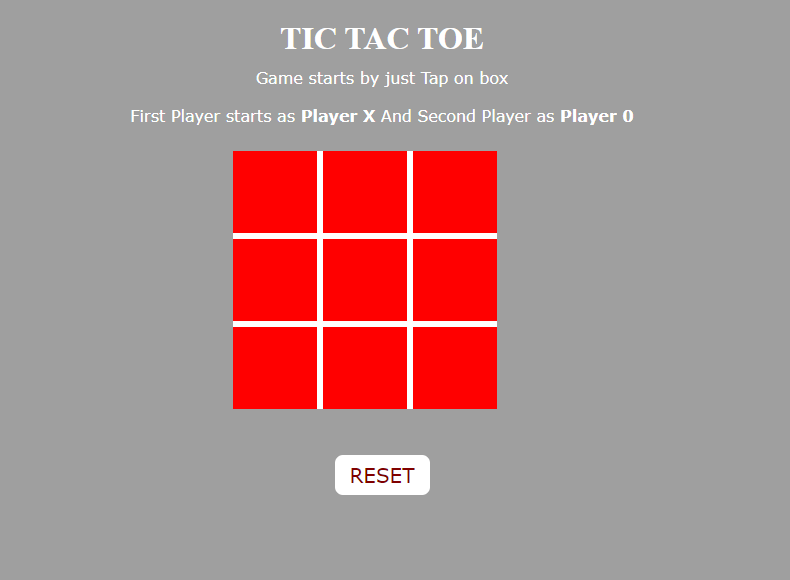 TIC TAC TOE
Game starts by just Tap on box
First Player starts as Player X And Second Player as Player 0
RESET